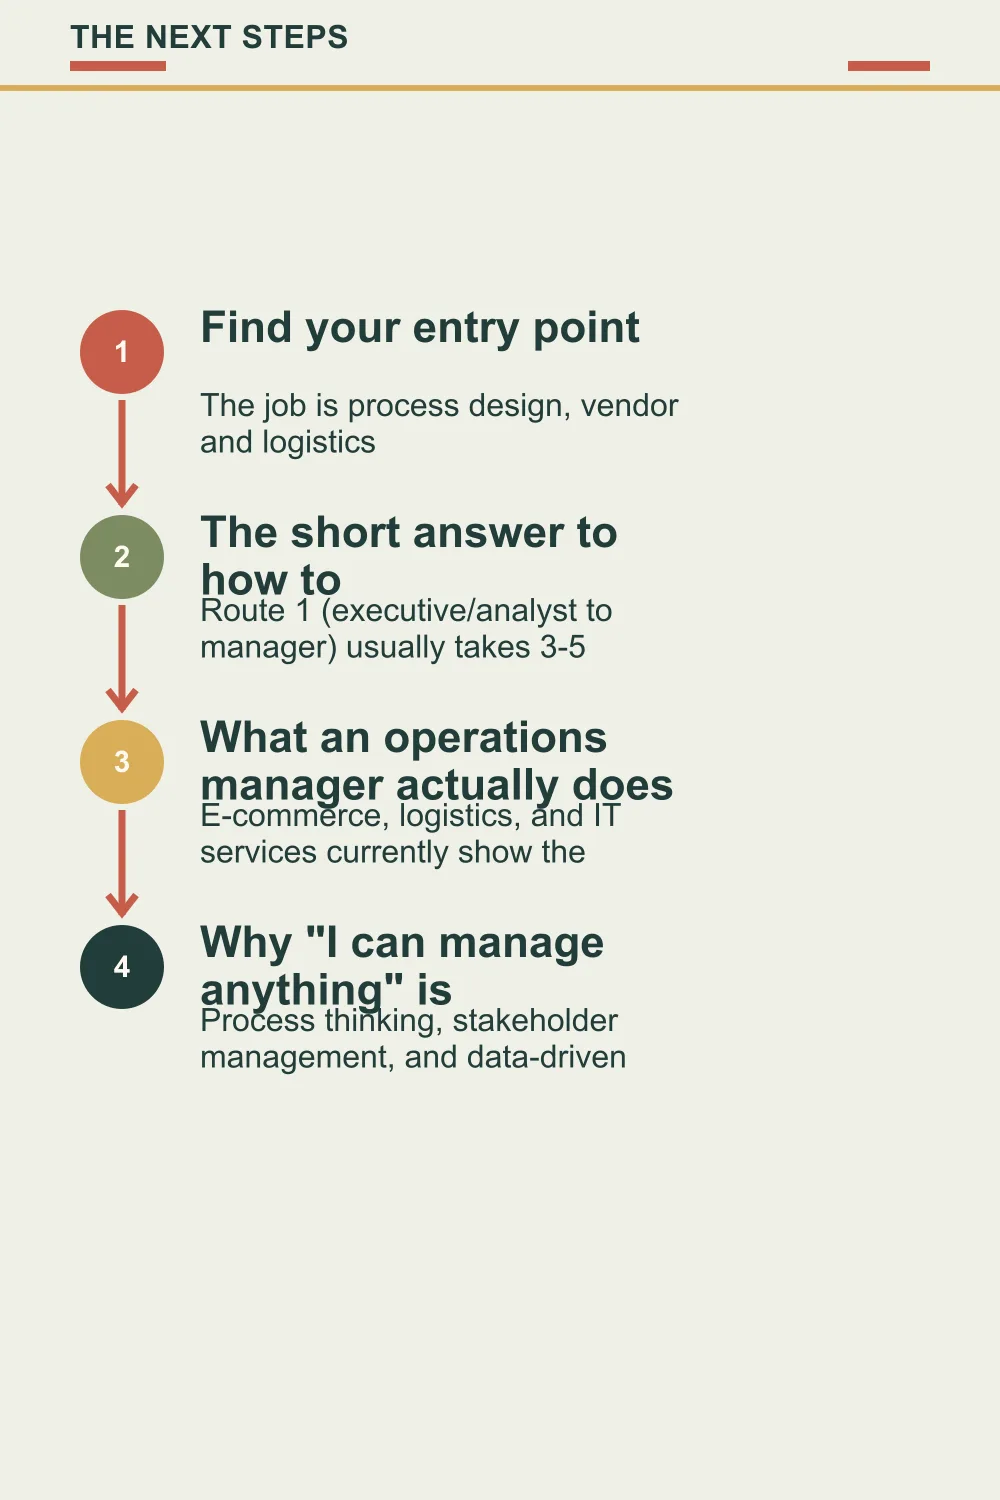 THE NEXT STEPS
1
Find your entry point
The job is process design, vendor
and logistics
2
The short answer to
how to
Route 1 (executive/analyst to
manager) usually takes 3-5
3
What an operations
manager actually does
E-commerce, logistics, and IT
services currently show the
4
Why "I can manage
anything" is
Process thinking, stakeholder
management, and data-driven